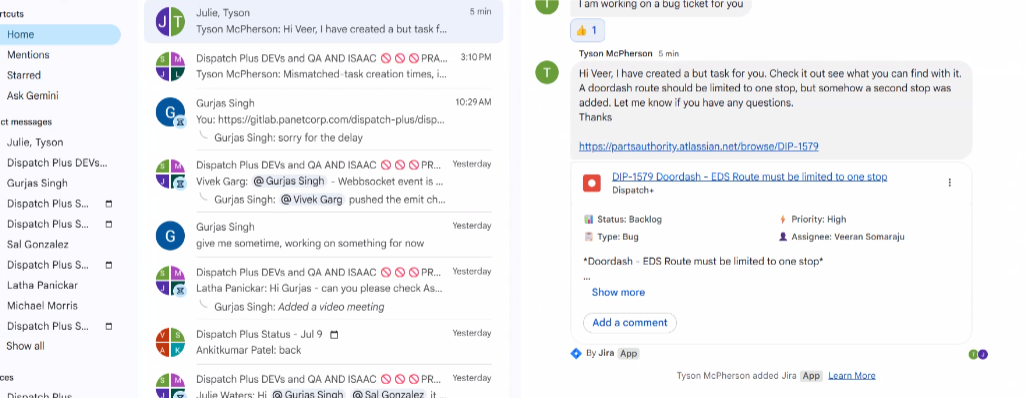 rtcuts
Home
Mentions
Starred
Ask Gemini
ct messages
Julie, Tyson
Dispatch Plus DEVs...
Gurjas Singh
Dispatch Plus S...
Dispatch Plus S...
Sal Gonzalez
Dispatch Plus S...
Latha Panickar
Michael Morris
Dispatch Plus S...
Show all
ces
Dispatch Plus
J T
Julie, Tyson
5 min
Tyson McPherson: Hi Veer, I have created a but task f...
S M
J L
Dispatch Plus DEVs and QA AND ISAAC 🚫🚫🚫PRA...
3:10 PM
Tyson McPherson: Mismatched-task creation times, i...
G
Gurjas Singh
10:29 AM
You: https://gitlab.panetcorp.com/dispatch-plus/disp...
Gurjas Singh: sorry for the delay
S M
J
Dispatch Plus DEVs and QA AND ISAAC 🚫🚫🚫PR...
Yesterday
Vivek Garg: @Gurjas Singh - Webbsocket event is ...
Gurjas Singh: @Vivek Garg pushed the emit ch...
G
Gurjas Singh
Yesterday
give me sometime, working on something for now
S M
J
Dispatch Plus DEVs and QA AND ISAAC 🚫🚫🚫PR...
Yesterday
Latha Panickar: Hi Gurjas - can you please check As...
Gurjas Singh: Added a video meeting
V S
A K
Dispatch Plus Status - Jul 9
Yesterday
Ankitkumar Patel: back
S M
J
Dispatch Plus DEVs and QA AND ISAAC 🚫🚫🚫PR...
Yesterday
Julie Waters: Hi @Gurjas Singh @Sal Gonzalez it
T
I am working on a bug ticket for you
👍 1
T
Tyson McPherson 5 min
Hi Veer, I have created a but task for you. Check it out see what you can find with it.
A doordash route should be limited to one stop, but somehow a second stop was
added. Let me know if you have any questions.
Thanks
https://partsauthority.atlassian.net/browse/DIP-1579
DIP-1579 Doordash - EDS Route must be limited to one stop
Dispatch+
Status: Backlog
Priority: High
Type: Bug
Assignee: Veeran Somaraju
*Doordash - EDS Route must be limited to one stop*
...
Show more
Add a comment
By Jira App
T J
Tyson McPherson added Jira App Learn More